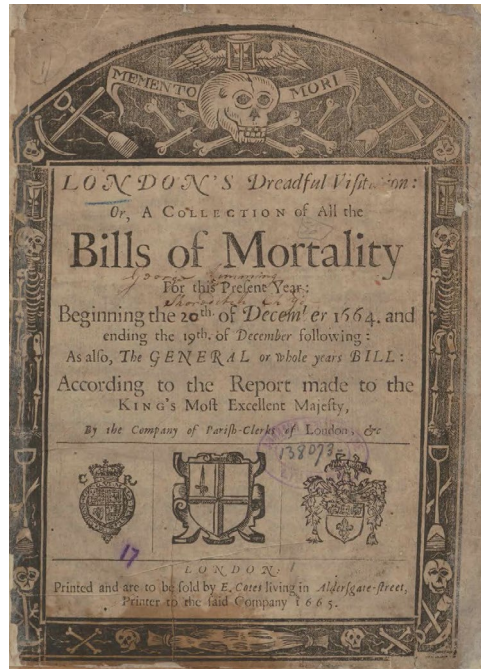 MEMENTO MORI
LONDON'S Dreadful Viſit
Or, A COLLECTION of All the
Bills of Mortality
George
For this Preſent Year:
Beginning the 20th. of Decem er 1664. and
ending the 19th. of December following:
As alſo, The GENERAL or whole years BILL:
According to the Report made to the
KING'S Moſt Excellent Majeſty,
By the Company of Pariſh-Clerks of London, &c
138073
C R
17
LONDON:
Printed and are to be ſold by E. Cotes living in Alderſgate-ſtreet,
Printer to the ſaid Company 1665.